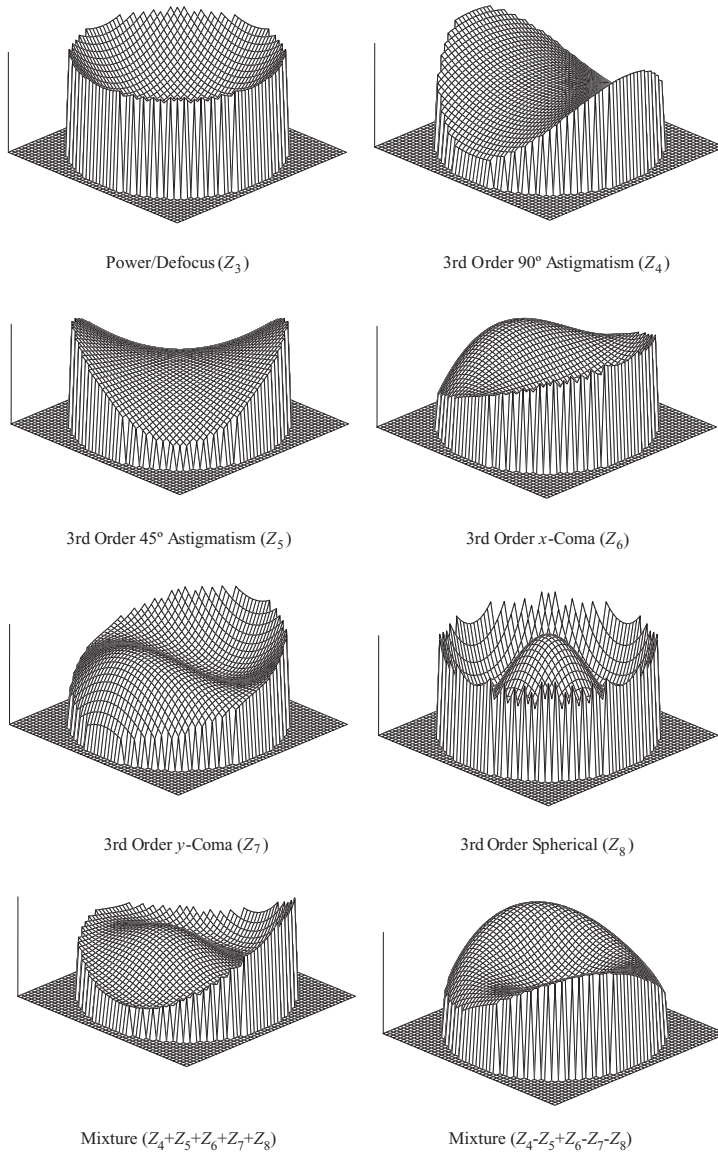 Power/Defocus (Z3)
3rd Order 90º Astigmatism (Z4)
3rd Order 45º Astigmatism (Z5)
3rd Order x-Coma (Z6)
3rd Order y-Coma (Z7)
3rd Order Spherical (Z8)
Mixture (Z4+Z5+Z6+Z7+Z8)
Mixture (Z4-Z5+Z6-Z7-Z8)